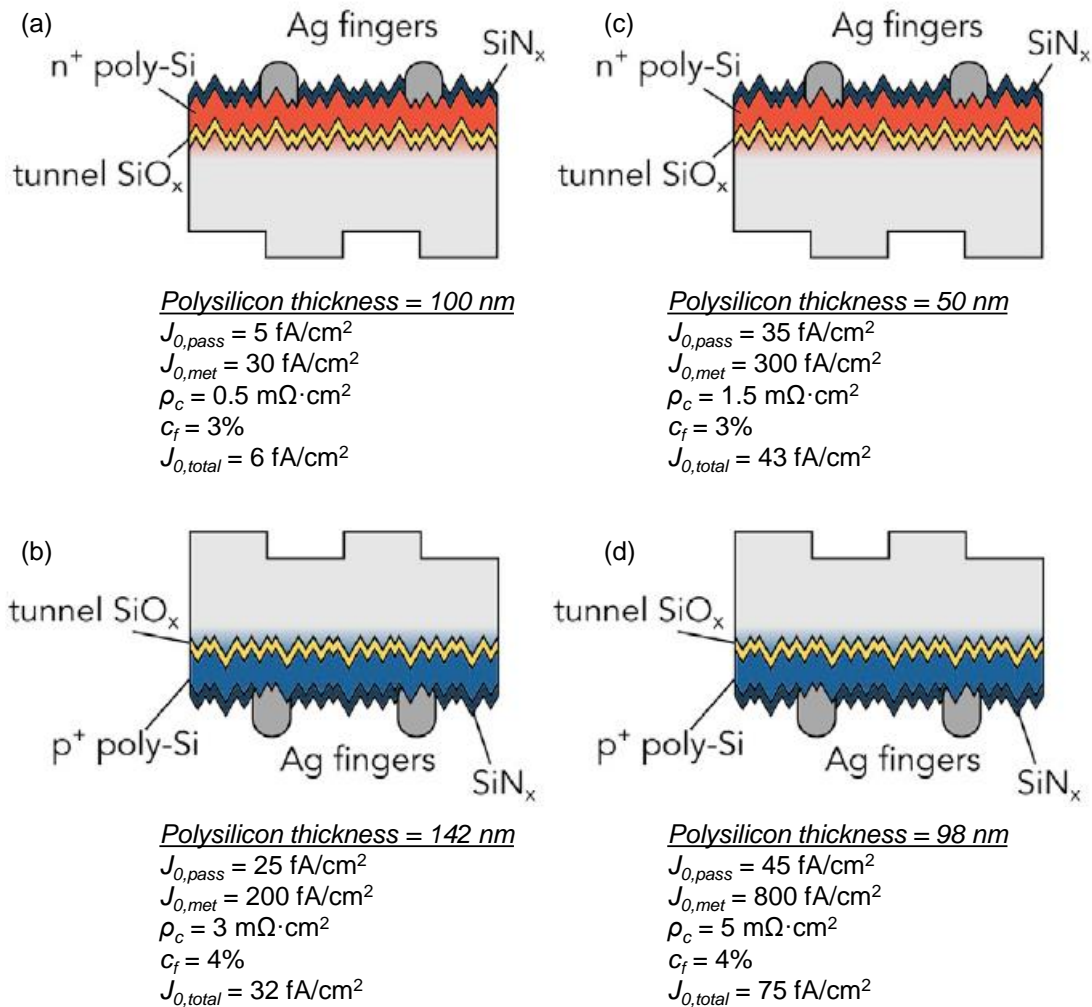 (a)
Ag fingers
SiNₓ
n⁺ poly-Si
tunnel SiOₓ
Polysilicon thickness = 100 nm
J₀,pass = 5 fA/cm²
J₀,met = 30 fA/cm²
ρc = 0.5 mΩ·cm²
cf = 3%
J₀,total = 6 fA/cm²
(c)
Ag fingers
SiNₓ
n⁺ poly-Si
tunnel SiOₓ
Polysilicon thickness = 50 nm
J₀,pass = 35 fA/cm²
J₀,met = 300 fA/cm²
ρc = 1.5 mΩ·cm²
cf = 3%
J₀,total = 43 fA/cm²
(b)
tunnel SiOₓ
p⁺ poly-Si
Ag fingers
SiNₓ
Polysilicon thickness = 142 nm
J₀,pass = 25 fA/cm²
J₀,met = 200 fA/cm²
ρc = 3 mΩ·cm²
cf = 4%
J₀,total = 32 fA/cm²
(d)
tunnel SiOₓ
p⁺ poly-Si
Ag fingers
SiNₓ
Polysilicon thickness = 98 nm
J₀,pass = 45 fA/cm²
J₀,met = 800 fA/cm²
ρc = 5 mΩ·cm²
cf = 4%
J₀,total = 75 fA/cm²